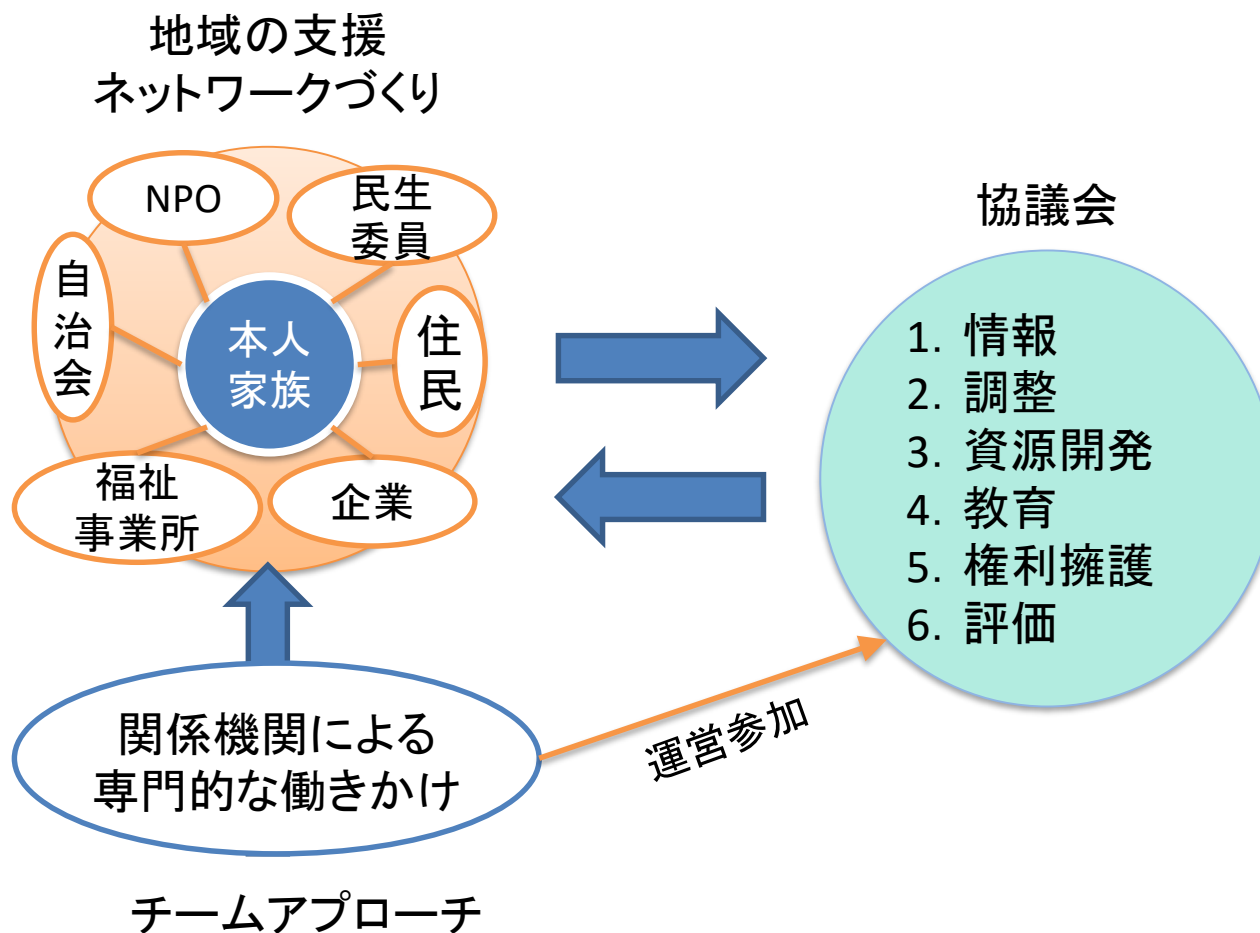 地域の支援
ネットワークづくり
NPO
民生
委員
自
治
会
本人
家族
住
民
福祉
事業所
企業
協議会
1. 情報
2. 調整
3. 資源開発
4. 教育
5. 権利擁護
6. 評価
関係機関による
専門的な働きかけ
運営参加
チームアプローチ